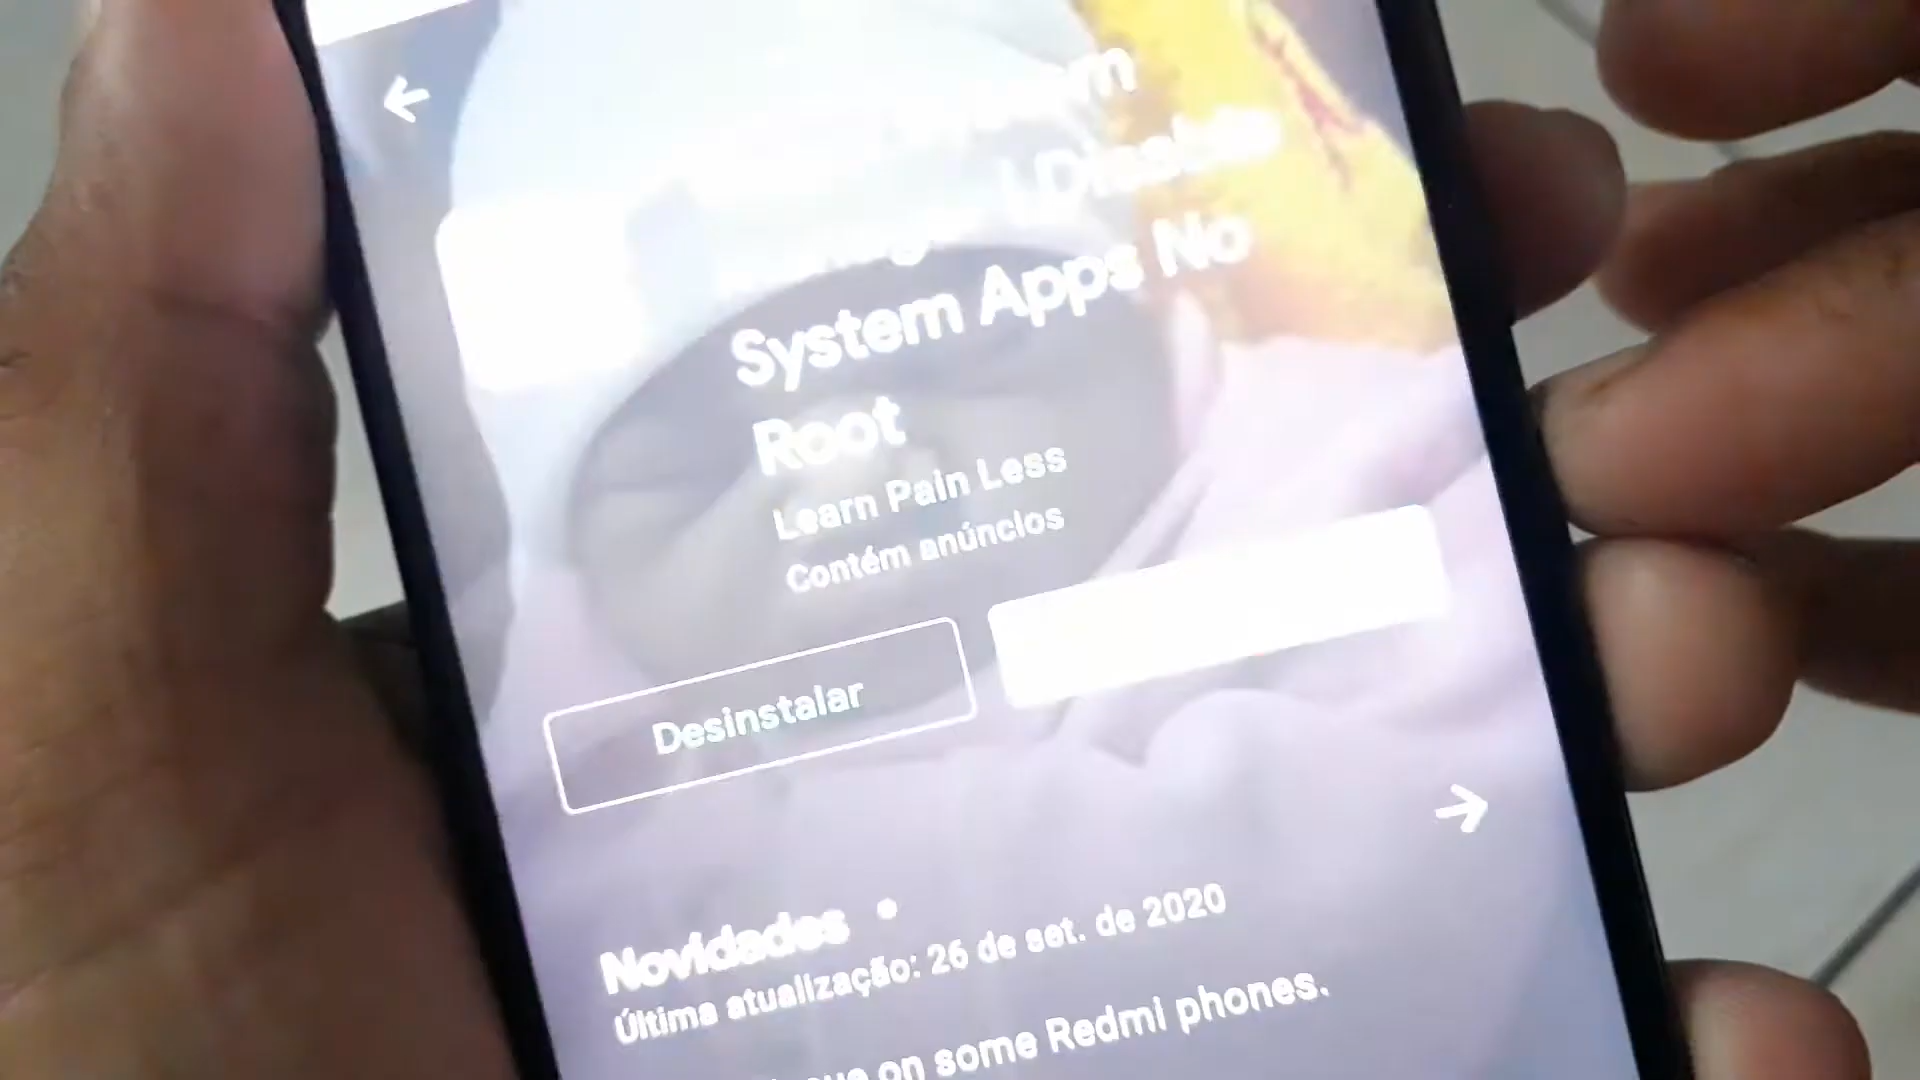 System Apps No
Root
Learn Pain Less
Contém anúncios
Desinstalar
Novidades •
Última atualização: 26 de set. de 2020
on some Redmi phones.